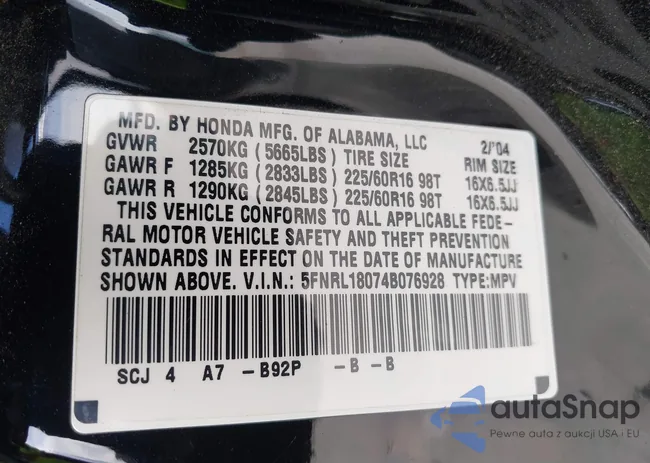 MFD. BY HONDA MFG. OF ALABAMA, LLC 2/'04
GVWR 2570KG (5665LBS) TIRE SIZE RIM SIZE
GAWR F 1285KG (2833LBS) 225/60R16 98T 16X6.5JJ
GAWR R 1290KG (2845LBS) 225/60R16 98T 16X6.5JJ
THIS VEHICLE CONFORMS TO ALL APPLICABLE FEDE-
RAL MOTOR VEHICLE SAFETY AND THEFT PREVENTION
STANDARDS IN EFFECT ON THE DATE OF MANUFACTURE
SHOWN ABOVE. V.I.N.: 5FNRL18074B076928 TYPE:MPV
SCJ 4 A7 -B92P -B -B
autaSnap
Pewne auta z aukcji USA i EU